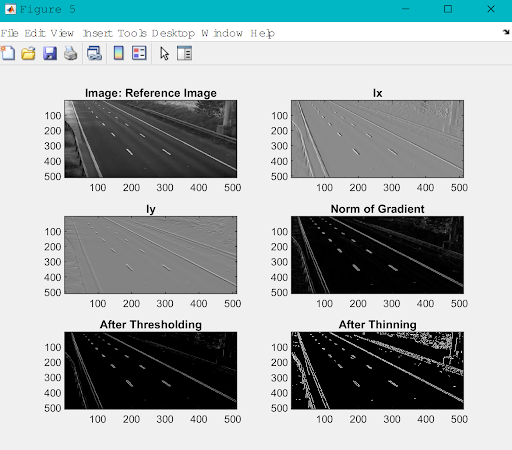 Figure 5
File Edit View Insert Tools Desktop Window Help
Image: Reference Image
Ix
100
200
300
400
500
100 200 300 400 500
100
200
300
400
500
100 200 300 400 500
Iy
Norm of Gradient
100
200
300
400
500
100 200 300 400 500
100
200
300
400
500
100 200 300 400 500
After Thresholding
After Thinning
100
200
300
400
500
100 200 300 400 500
100
200
300
400
500
100 200 300 400 500